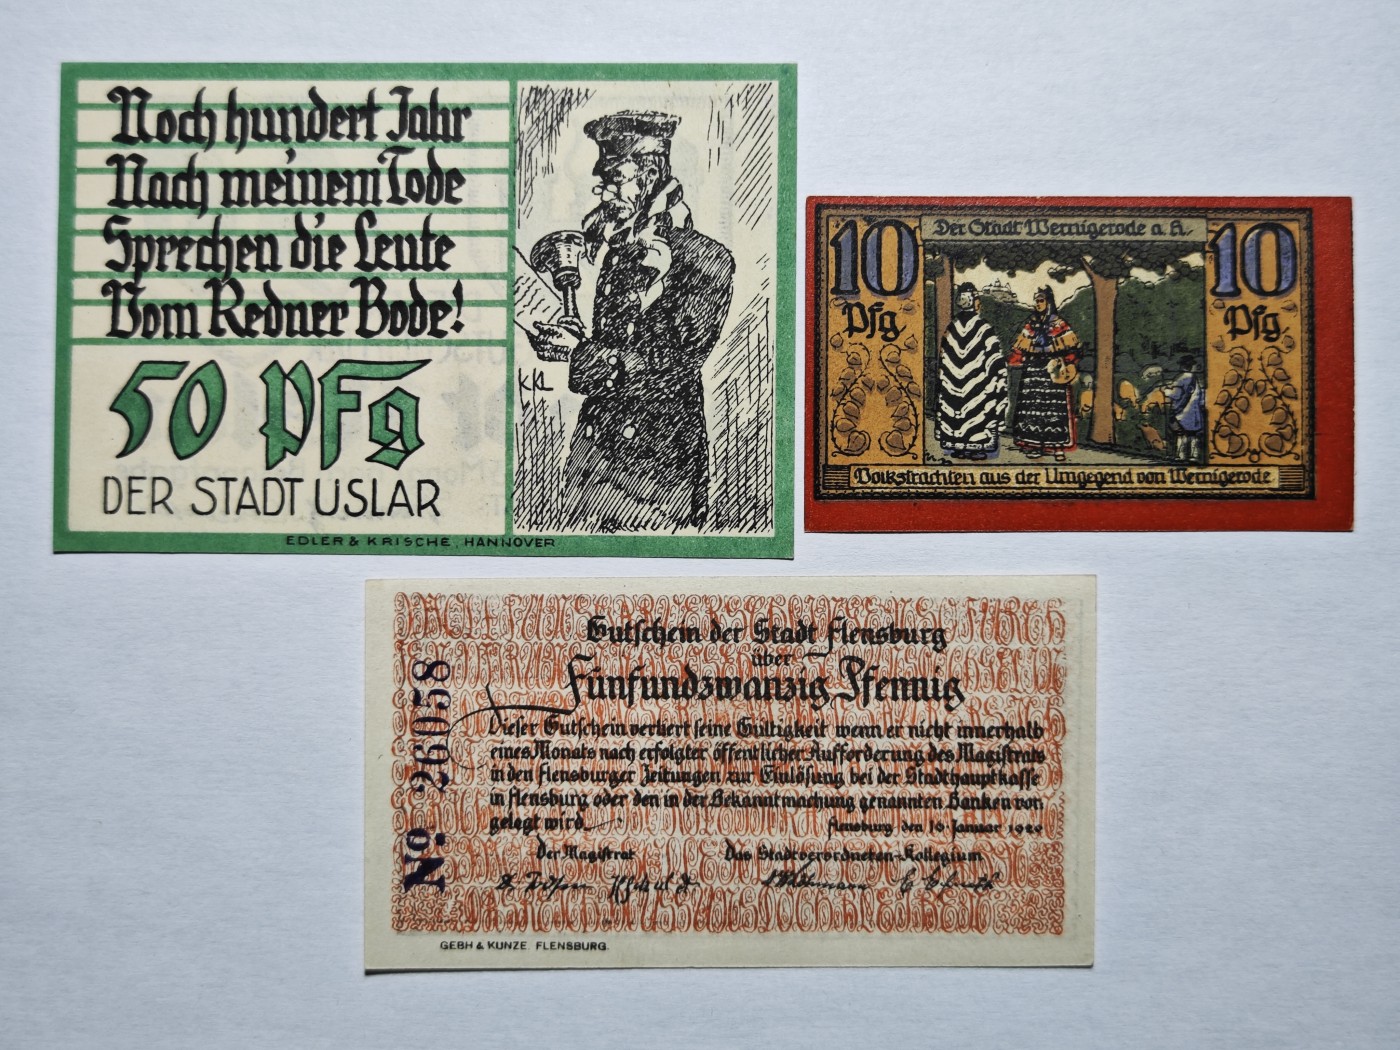 Noch hundert Jahr
Nach meinem Tode
Sprechen die Leute
Vom Redner Bode!
50 Pfg
DER STADT USLAR
KKL
EDLER & KRISCHE, HANNOVER
10 Pfg
Der Stadt Wernigerode a. H.
10 Pfg
Volkstrachten aus der Umgegend von Wernigerode.
No. 26058
Gutschein der Stadt Flensburg
über
Fünfundzwanzig Pfennig
Dieser Gutschein verliert seine Gültigkeit wenn er nicht innerhalb
eines Monats nach erfolgter öffentlicher Aufforderung des Magistrats
in den Flensburger Zeitungen zur Einlösung bei der Stadthauptkasse
in Flensburg oder den in der Bekanntmachung genannten Banken vor-
gelegt wird.
Flensburg den 16 Januar 1920
Der Magistrat
Das Stadtverordneten-Kollegium
GEBH & KUNZE. FLENSBURG.